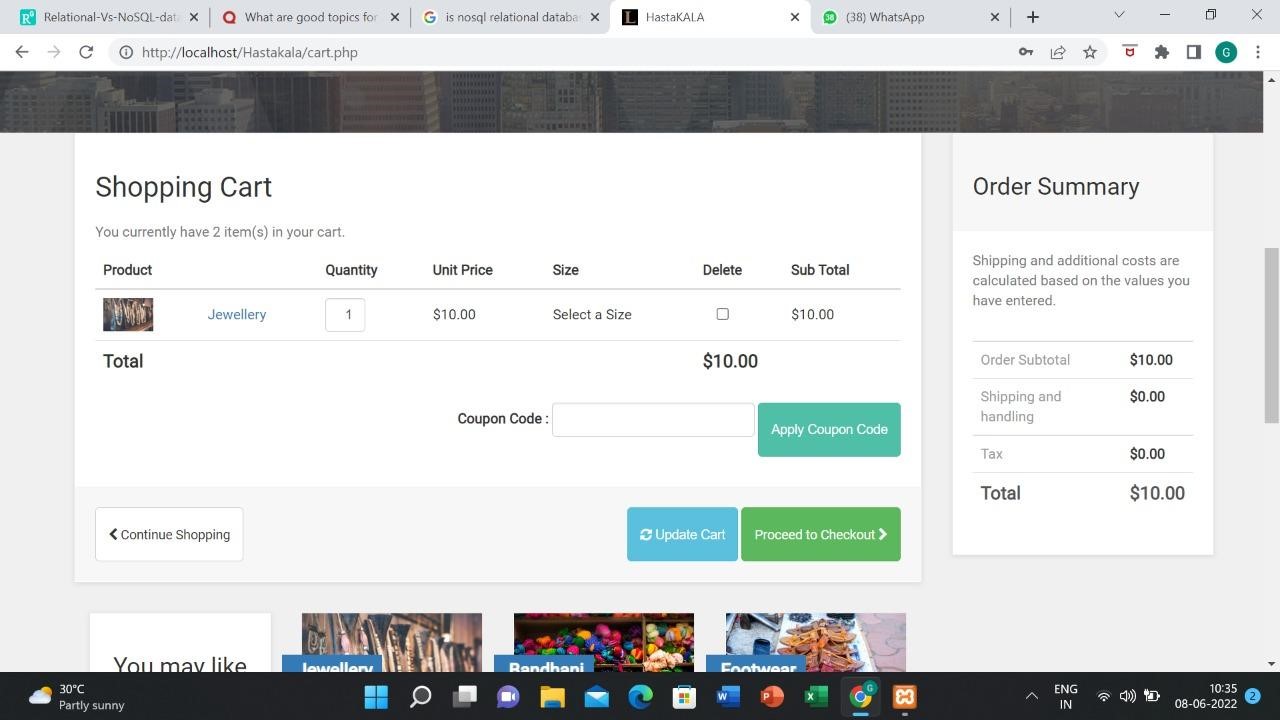 Relational-Vs-NoSQL-dat
What are good topics
is nosql relational databas
HastaKALA
38
(38) WhatsApp
http://localhost/Hastakala/cart.php
G
Shopping Cart
You currently have 2 item(s) in your cart.
Product Quantity Unit Price Size Delete Sub Total
Jewellery 1 $10.00 Select a Size $10.00
Total $10.00
Coupon Code : Apply Coupon Code
Continue Shopping Update Cart Proceed to Checkout
Order Summary
Shipping and additional costs are
calculated based on the values you
have entered.
Order Subtotal $10.00
Shipping and $0.00
handling
Tax $0.00
Total $10.00
You may like
Jewellery
Bandhani
Footwear
30°C
Partly sunny
ENG
IN
10:35
08-06-2022
2